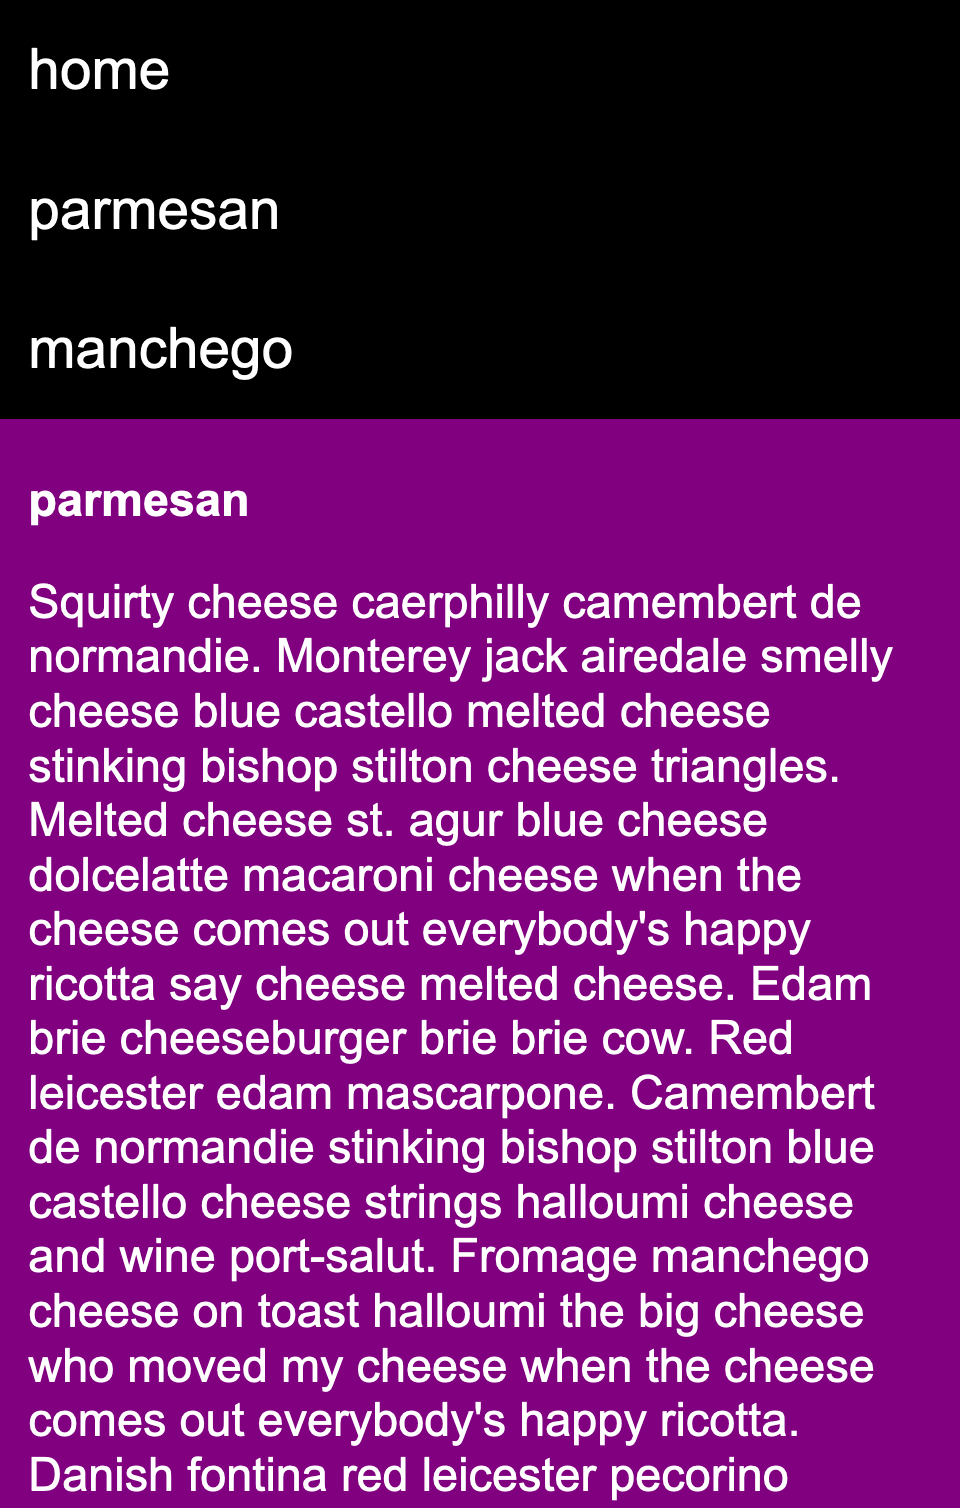 home
parmesan
manchego
parmesan
Squirty cheese caerphilly camembert de
normandie. Monterey jack airedale smelly
cheese blue castello melted cheese
stinking bishop stilton cheese triangles.
Melted cheese st. agur blue cheese
dolcelatte macaroni cheese when the
cheese comes out everybody's happy
ricotta say cheese melted cheese. Edam
brie cheeseburger brie brie cow. Red
leicester edam mascarpone. Camembert
de normandie stinking bishop stilton blue
castello cheese strings halloumi cheese
and wine port-salut. Fromage manchego
cheese on toast halloumi the big cheese
who moved my cheese when the cheese
comes out everybody's happy ricotta.
Danish fontina red leicester pecorino